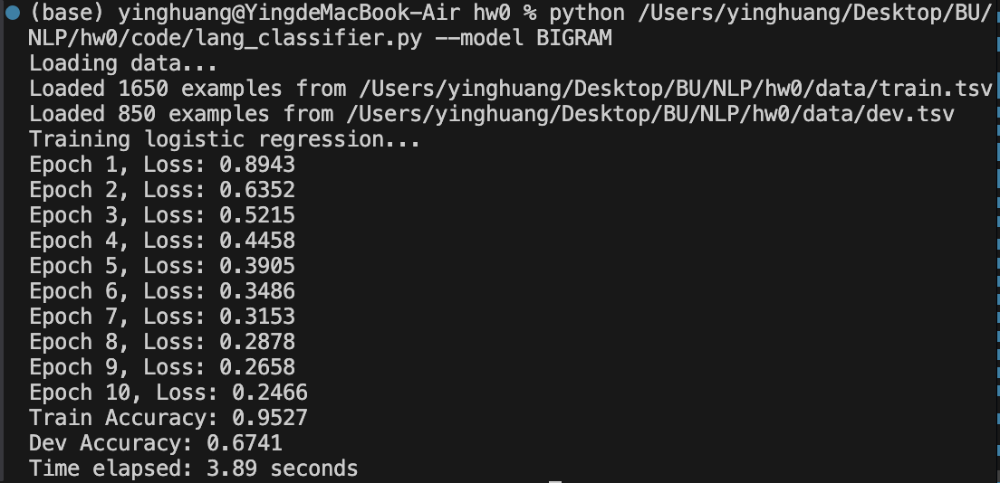 (base) yinghuang@YingdeMacBook-Air hw0 % python /Users/yinghuang/Desktop/BU/
NLP/hw0/code/lang_classifier.py --model BIGRAM
Loading data...
Loaded 1650 examples from /Users/yinghuang/Desktop/BU/NLP/hw0/data/train.tsv
Loaded 850 examples from /Users/yinghuang/Desktop/BU/NLP/hw0/data/dev.tsv
Training logistic regression...
Epoch 1, Loss: 0.8943
Epoch 2, Loss: 0.6352
Epoch 3, Loss: 0.5215
Epoch 4, Loss: 0.4458
Epoch 5, Loss: 0.3905
Epoch 6, Loss: 0.3486
Epoch 7, Loss: 0.3153
Epoch 8, Loss: 0.2878
Epoch 9, Loss: 0.2658
Epoch 10, Loss: 0.2466
Train Accuracy: 0.9527
Dev Accuracy: 0.6741
Time elapsed: 3.89 seconds